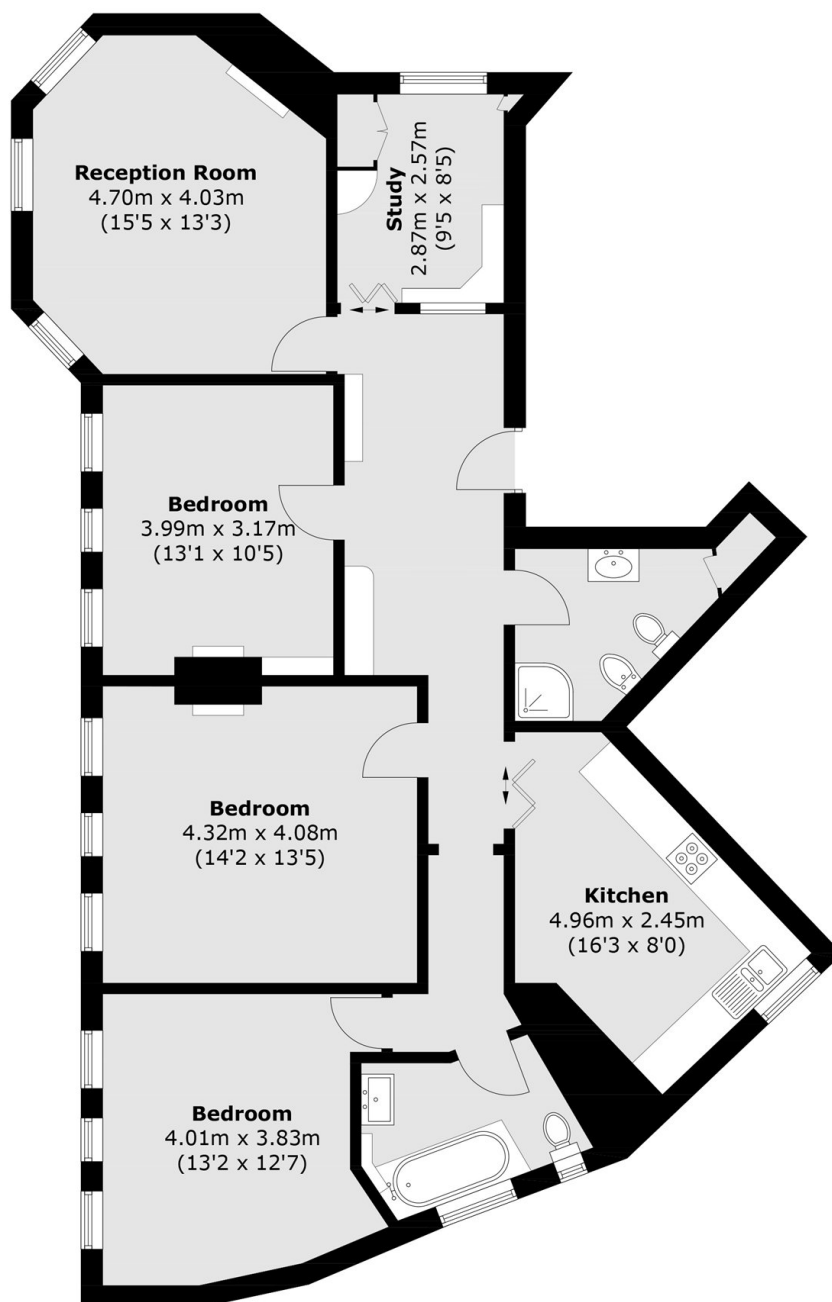 Reception Room
4.70m x 4.03m
(15'5 x 13'3)
Study
2.87m x 2.57m
(9'5 x 8'5)
Bedroom
3.99m x 3.17m
(13'1 x 10'5)
Bedroom
4.32m x 4.08m
(14'2 x 13'5)
Kitchen
4.96m x 2.45m
(16'3 x 8'0)
Bedroom
4.01m x 3.83m
(13'2 x 12'7)